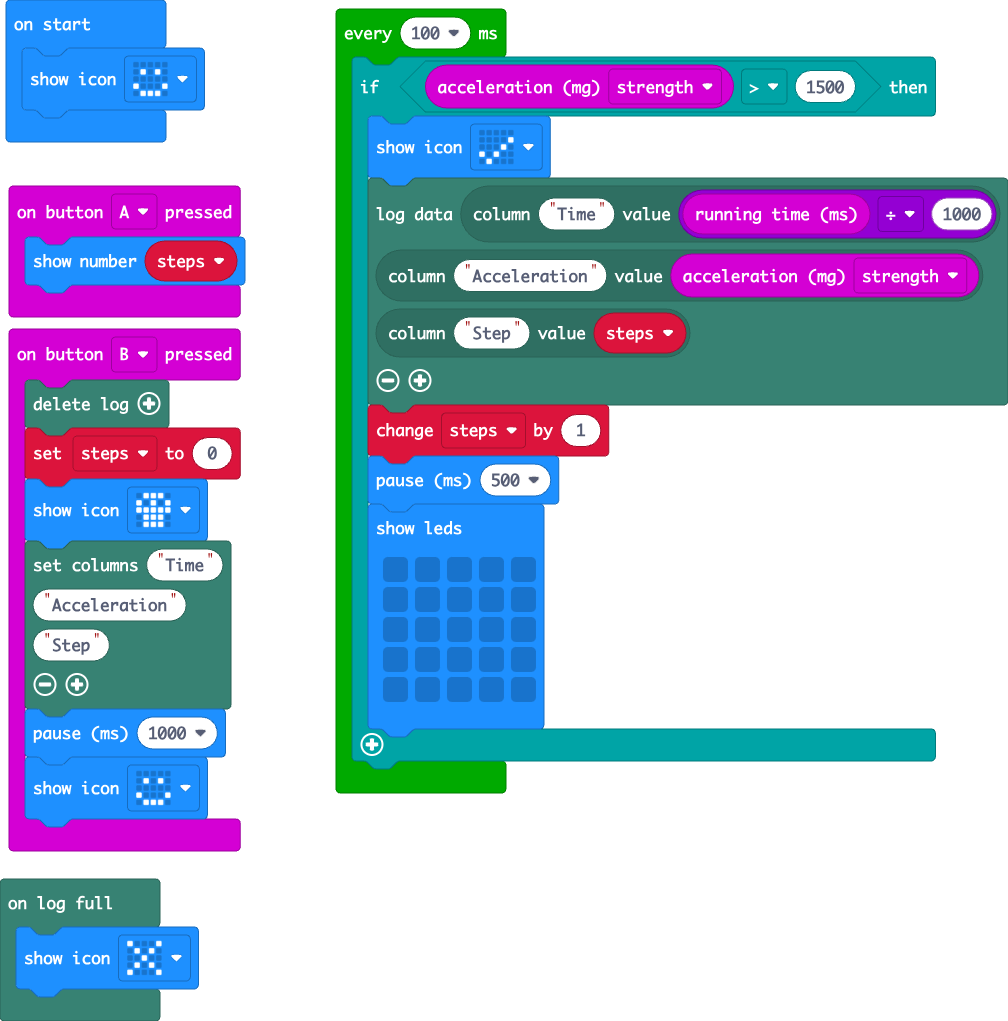 on start
show icon
on button A pressed
show number steps
on button B pressed
delete log
set steps to 0
show icon
set columns "Time"
"Acceleration"
"Step"
pause (ms) 1000
show icon
on log full
show icon
every 100 ms
if acceleration (mg) strength > 1500 then
show icon
log data column "Time" value running time (ms) ÷ 1000
column "Acceleration" value acceleration (mg) strength
column "Step" value steps
change steps by 1
pause (ms) 500
show leds